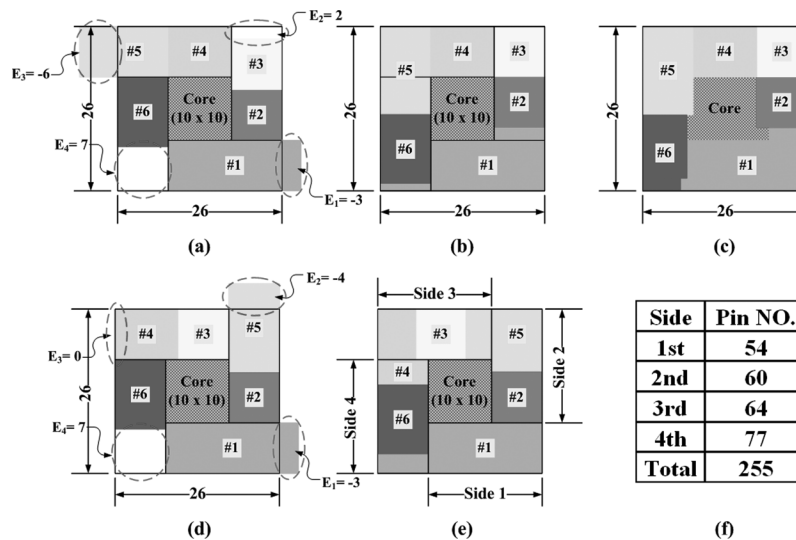 E₂= 2
#5
#4
#3
E₃= -6
26
#6
Core
(10 x 10)
#2
E₄= 7
#1
26
E₁= -3
(a)
#4
#3
#5
26
Core
(10 x 10)
#2
#6
#1
26
(b)
#4
#3
#5
26
Core
#2
#6
#1
(c)
E₂= -4
#4
#3
#5
E₃= 0
26
#6
Core
(10 x 10)
#2
E₄= 7
#1
26
E₁= -3
(d)
Side 3
#3
#5
Side 2
#4
Core
(10 x 10)
#2
Side 4
#6
#1
Side 1
(e)
Side Pin NO.
1st 54
2nd 60
3rd 64
4th 77
Total 255
(f)